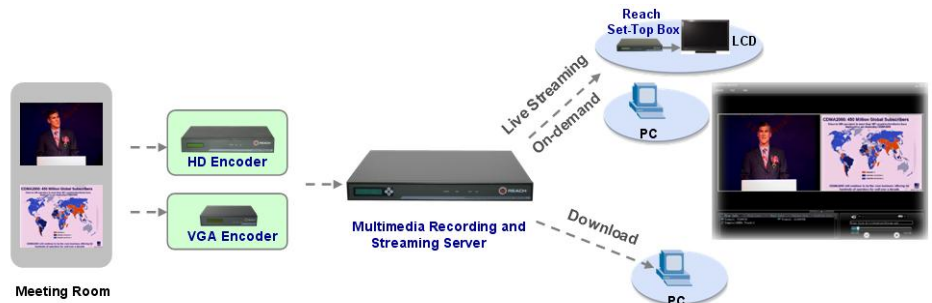 Reach
Set-Top Box
LCD
Live Streaming
On-demand
PC
HD Encoder
VGA Encoder
REACH
Multimedia Recording and
Streaming Server
Download
PC
Meeting Room
CDMA2000: 450 Million Global Subscribers